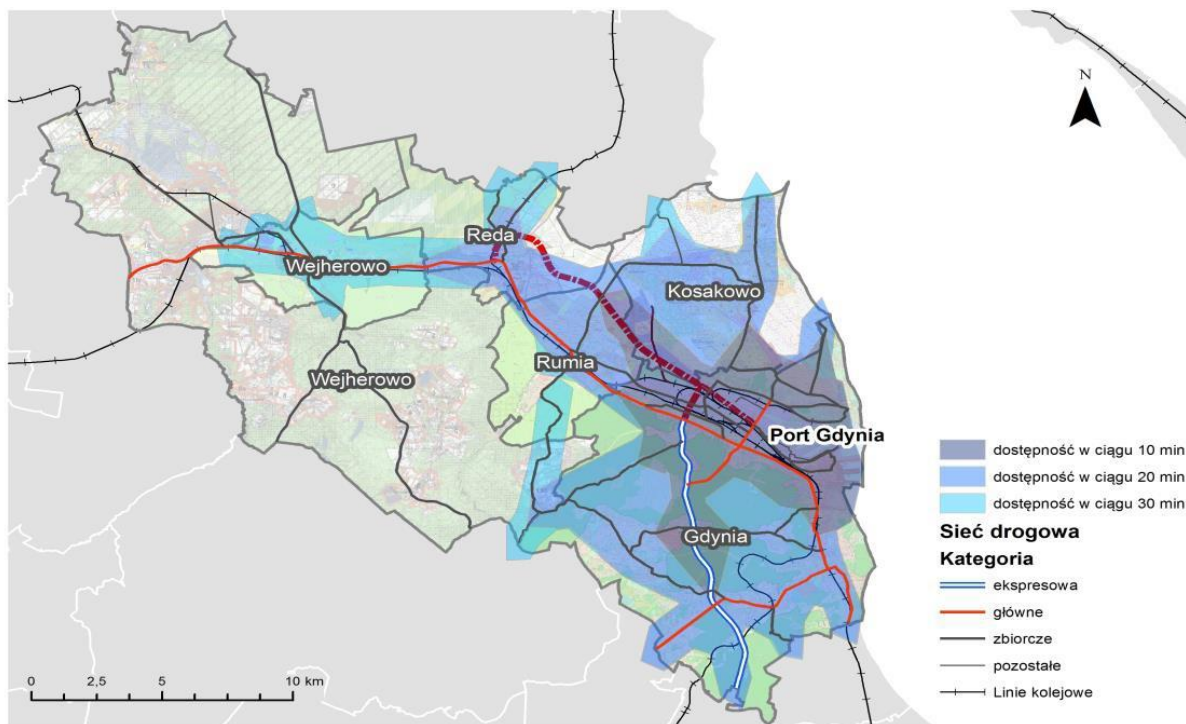 N
Reda
Wejherowo
Kosakowo
Rumia
Wejherowo
Port Gdynia
Gdynia
dostępność w ciągu 10 min
dostępność w ciągu 20 min
dostępność w ciągu 30 min
Sieć drogowa
Kategoria
ekspresowa
główne
zbiorcze
pozostałe
Linie kolejowe
0 2,5 5 10 km